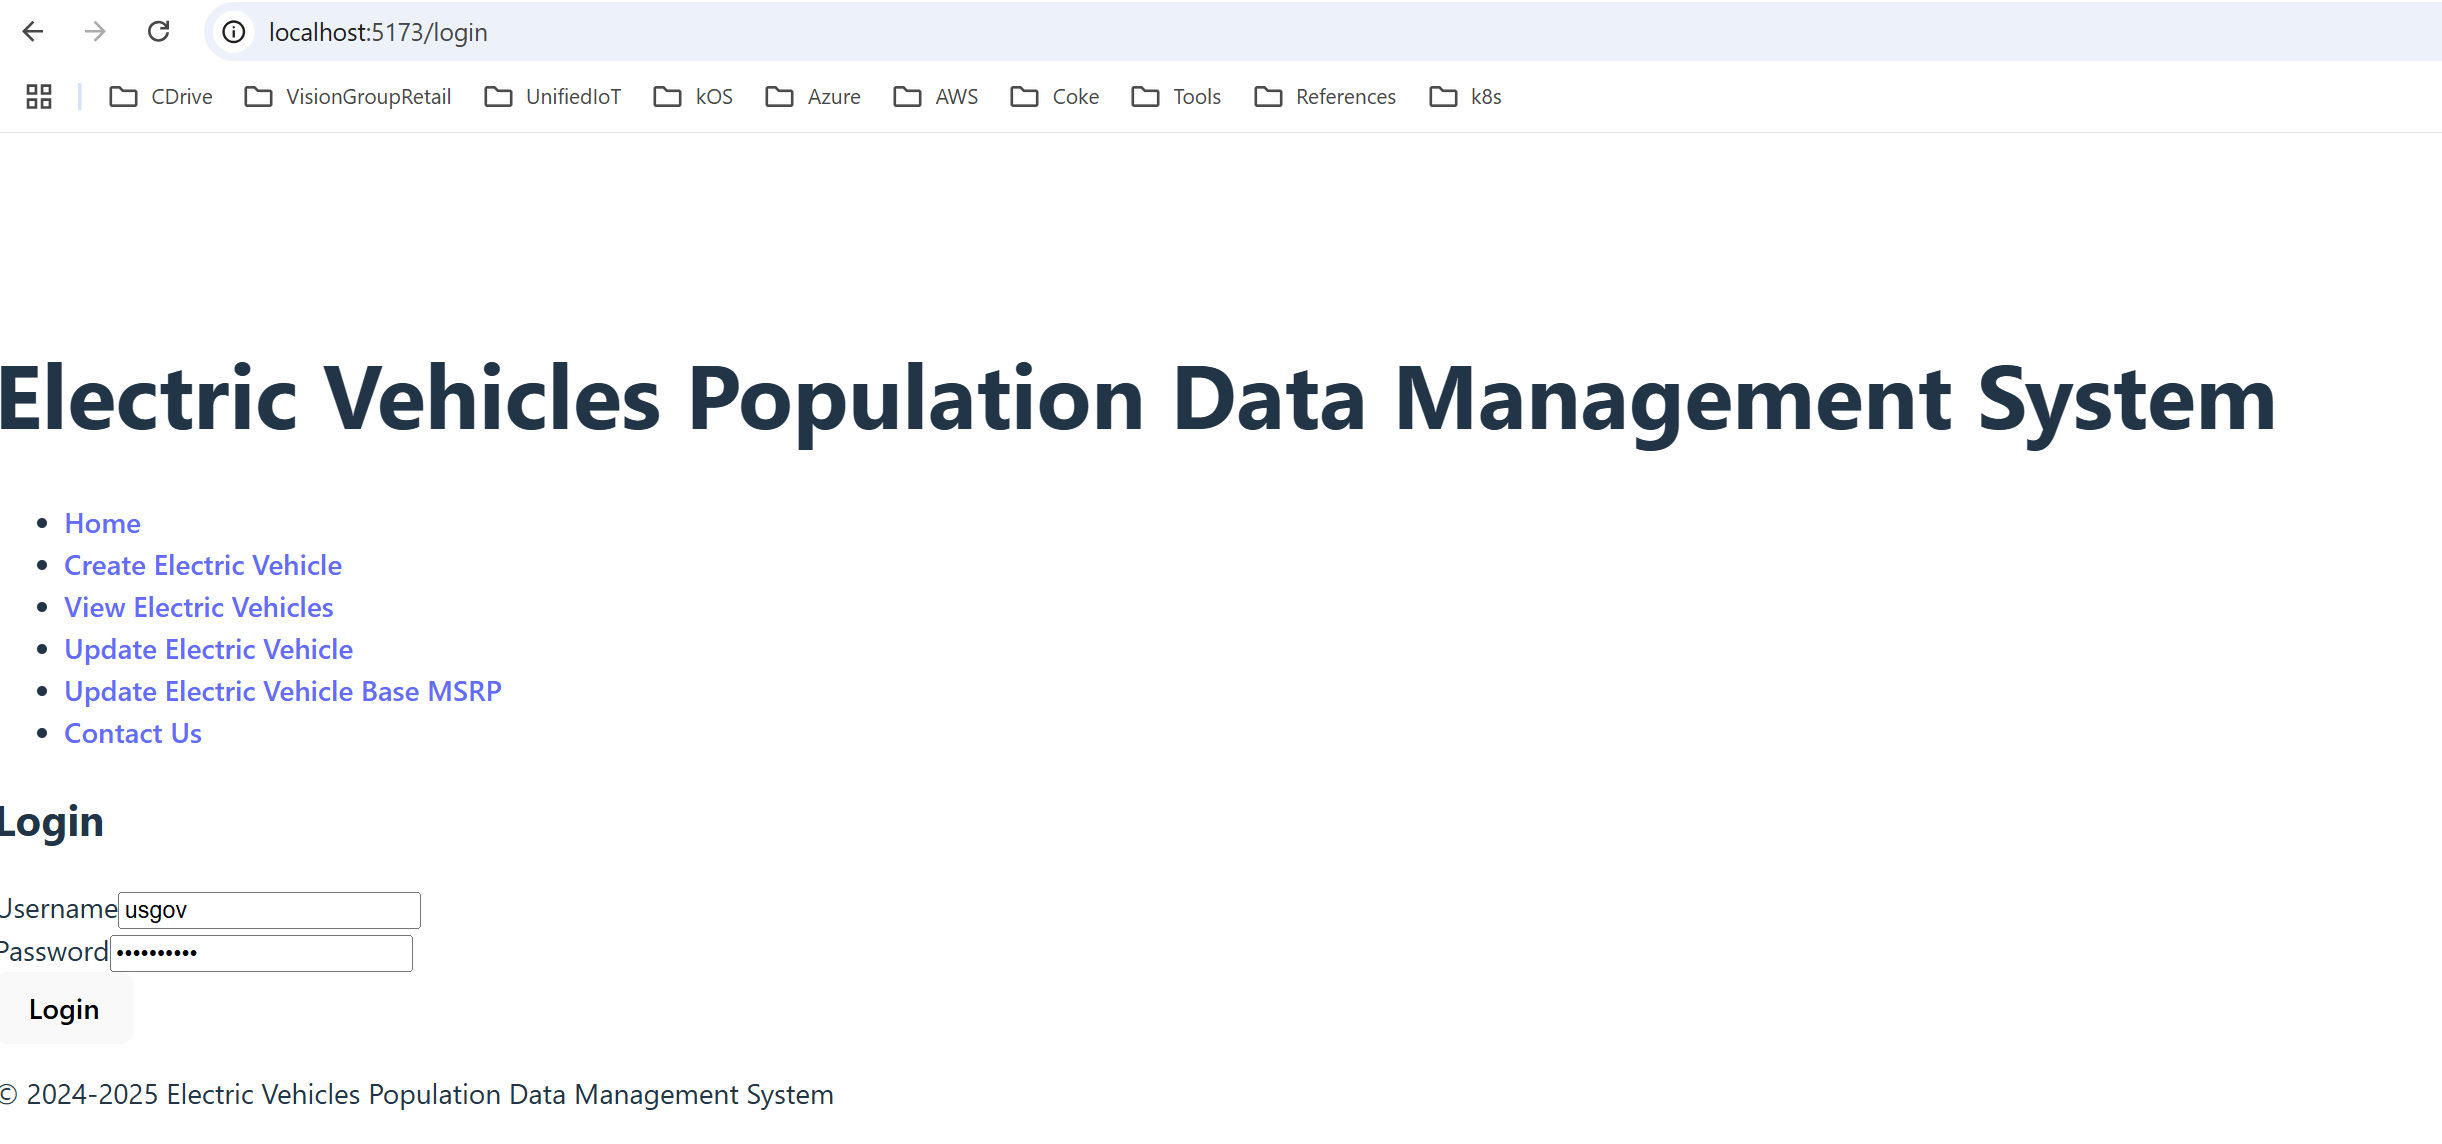 localhost:5173/login
CDrive VisionGroupRetail UnifiedIoT kOS Azure AWS Coke Tools References k8s
Electric Vehicles Population Data Management System
Home
Create Electric Vehicle
View Electric Vehicles
Update Electric Vehicle
Update Electric Vehicle Base MSRP
Contact Us
Login
Username usgov
Password ••••••••••
Login
© 2024-2025 Electric Vehicles Population Data Management System